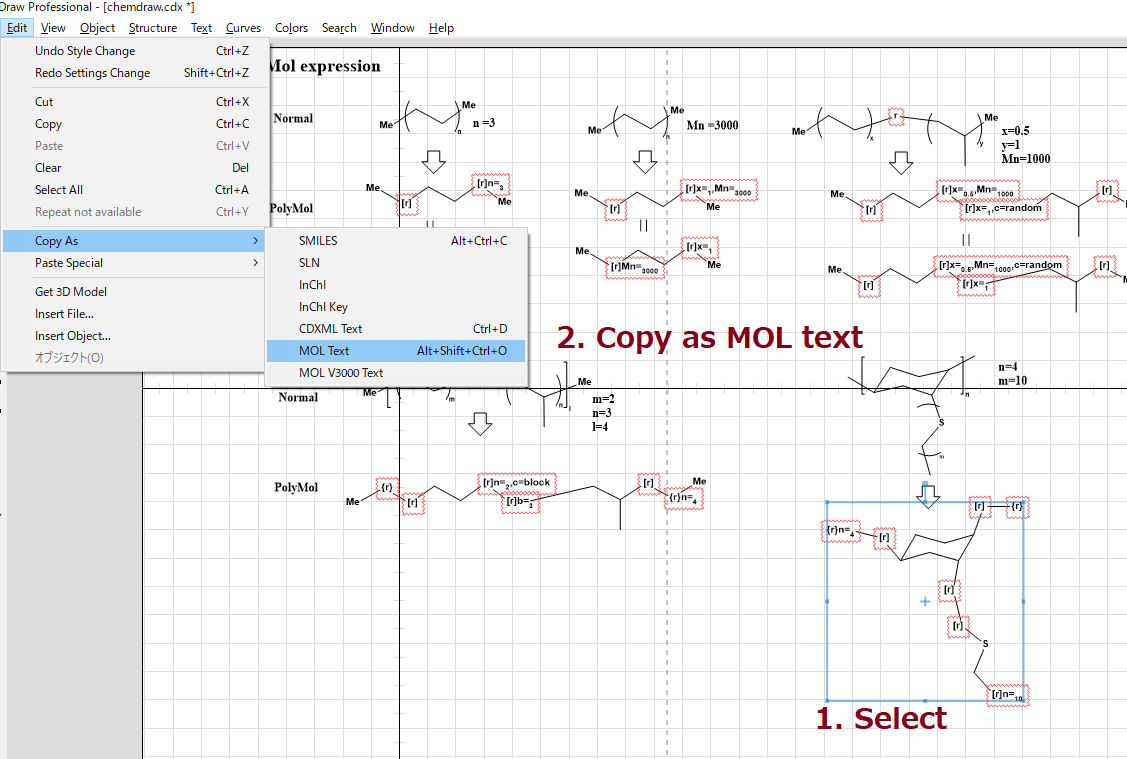 Draw Professional - [chemdraw.cdx *]
Edit View Object Structure Text Curves Colors Search Window Help
Undo Style Change Ctrl+Z
Redo Settings Change Shift+Ctrl+Z
Cut Ctrl+X
Copy Ctrl+C
Paste Ctrl+V
Clear Del
Select All Ctrl+A
Repeat not available Ctrl+Y
Copy As
Paste Special
Get 3D Model
Insert File...
Insert Object...
オブジェクト(O)
SMILES Alt+Ctrl+C
SLN
InChI
InChI Key
CDXML Text Ctrl+D
MOL Text Alt+Shift+Ctrl+O
MOL V3000 Text
Mol expression
Normal
Me
Me
n
n =3
Me
Me
n
Mn =3000
Me
x
r
Me
y
x=0.5
y=1
Mn=1000
PolyMol
Me
[r]
[r]n=3
Me
Me
[r]
[r]x=1,Mn=3000
Me
Me
[r]
[r]x=0.5,Mn=1000
[r]x=1,c=random
[r]
Me
[r]Mn=3000
[r]x=1
Me
Me
[r]
[r]x=0.5,Mn=1000,c=random
[r]x=1
[r]
2. Copy as MOL text
Normal
Me
m
n
l
Me
m=2
n=3
l=4
n
S
m
n=4
m=10
PolyMol
Me
{r}
[r]
[r]n=2,c=block
[r]b=3
[r]
{r}n=4
Me
[r]
{r}
{r}n=4
[r]
[r]
[r]
S
[r]n=10
1. Select